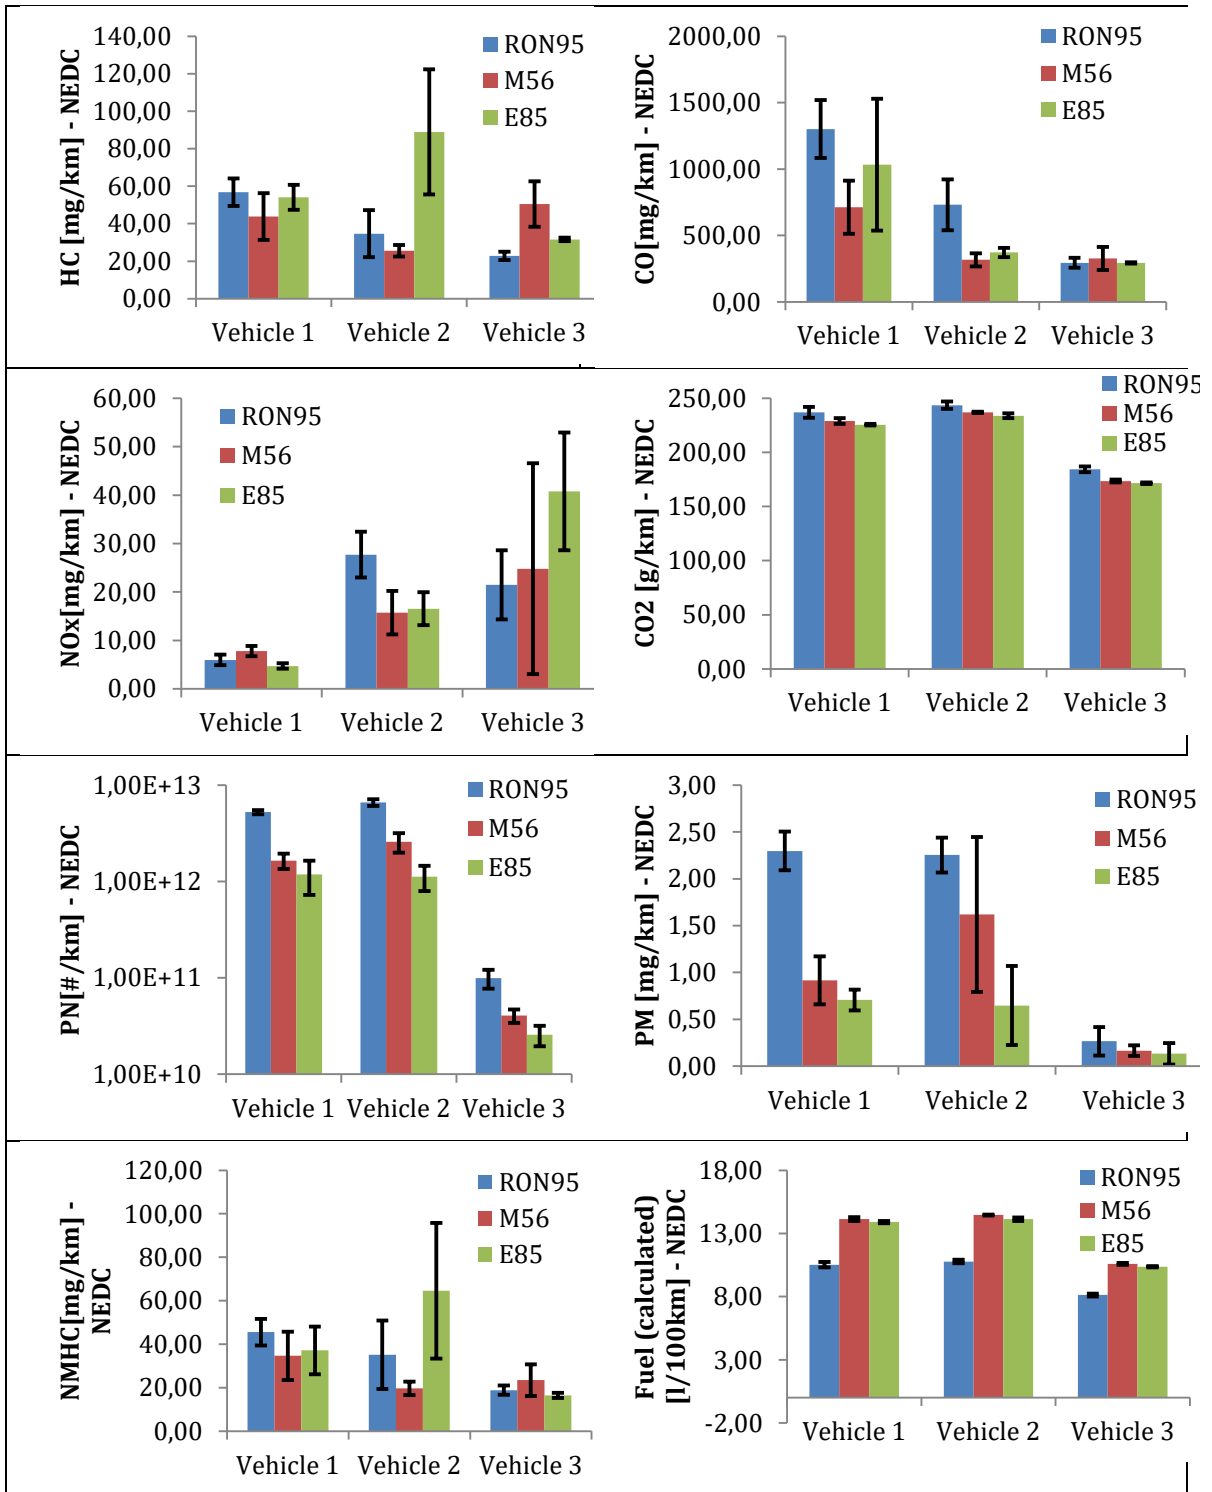 HC [mg/km] - NEDC
140,00
120,00
100,00
80,00
60,00
40,00
20,00
0,00
RON95
M56
E85
Vehicle 1
Vehicle 2
Vehicle 3
CO[mg/km] - NEDC
2000,00
1500,00
1000,00
500,00
0,00
RON95
M56
E85
Vehicle 1
Vehicle 2
Vehicle 3
NOx[mg/km] - NEDC
60,00
50,00
40,00
30,00
20,00
10,00
0,00
RON95
M56
E85
Vehicle 1
Vehicle 2
Vehicle 3
CO2 [g/km] - NEDC
250,00
200,00
150,00
100,00
50,00
0,00
RON95
M56
E85
Vehicle 1
Vehicle 2
Vehicle 3
PN[#/km] - NEDC
1,00E+13
1,00E+12
1,00E+11
1,00E+10
RON95
M56
E85
Vehicle 1
Vehicle 2
Vehicle 3
PM [mg/km] - NEDC
3,00
2,50
2,00
1,50
1,00
0,50
0,00
RON95
M56
E85
Vehicle 1
Vehicle 2
Vehicle 3
NMHC[mg/km] -
NEDC
120,00
100,00
80,00
60,00
40,00
20,00
0,00
RON95
M56
E85
Vehicle 1
Vehicle 2
Vehicle 3
Fuel (calculated)
[l/100km] - NEDC
18,00
13,00
8,00
3,00
-2,00
RON95
M56
E85
Vehicle 1
Vehicle 2
Vehicle 3